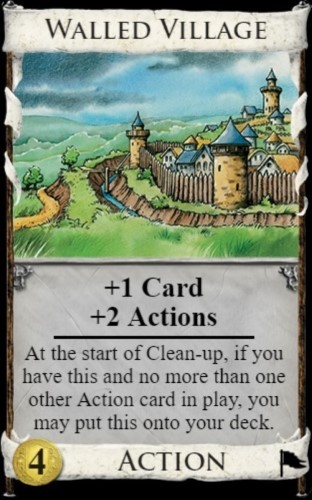 WALLED VILLAGE
+1 Card
+2 Actions
At the start of Clean-up, if you
have this and no more than one
other Action card in play, you
may put this onto your deck.
4
ACTION